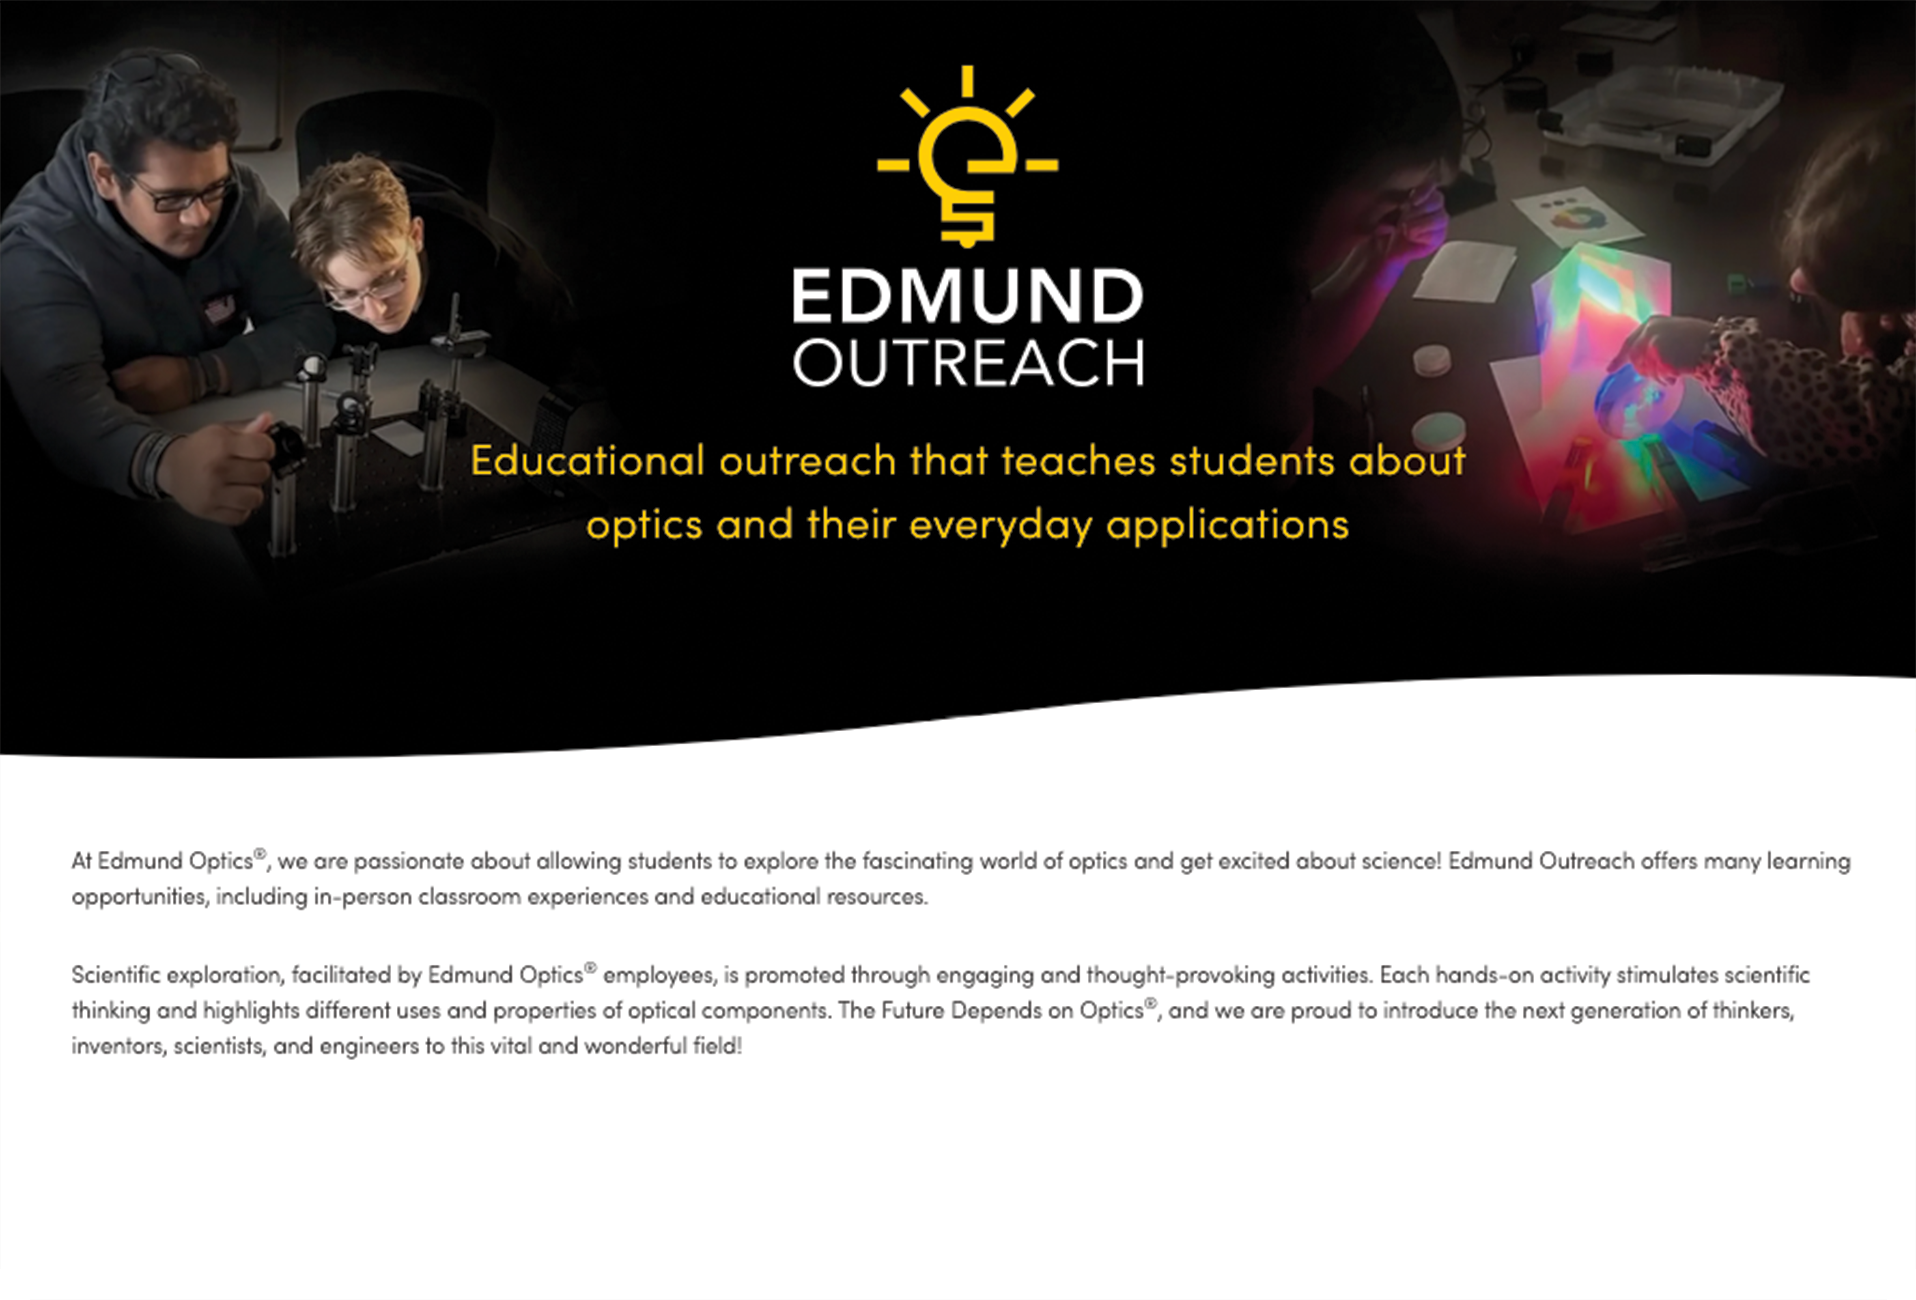 EDMUND
OUTREACH
Educational outreach that teaches students about
optics and their everyday applications
At Edmund Optics®, we are passionate about allowing students to explore the fascinating world of optics and get excited about science! Edmund Outreach offers many learning
opportunities, including in-person classroom experiences and educational resources.
Scientific exploration, facilitated by Edmund Optics® employees, is promoted through engaging and thought-provoking activities. Each hands-on activity stimulates scientific
thinking and highlights different uses and properties of optical components. The Future Depends on Optics®, and we are proud to introduce the next generation of thinkers,
inventors, scientists, and engineers to this vital and wonderful field!